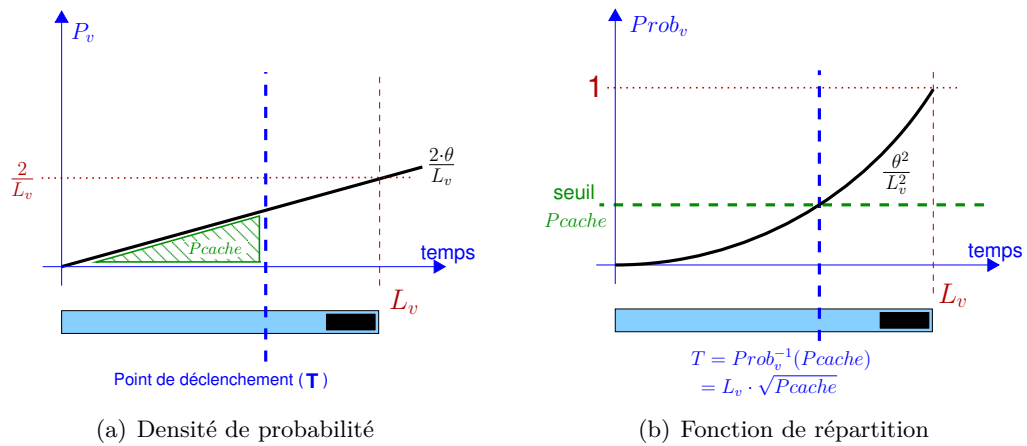 P_v
2/L_v
2·θ/L_v
Pcache
temps
L_v
Point de déclenchement ( T )
(a) Densité de probabilité
Prob_v
1
θ²/L_v²
seuil
Pcache
temps
L_v
T = Prob_v^{-1}(Pcache)
= L_v · √Pcache
(b) Fonction de répartition